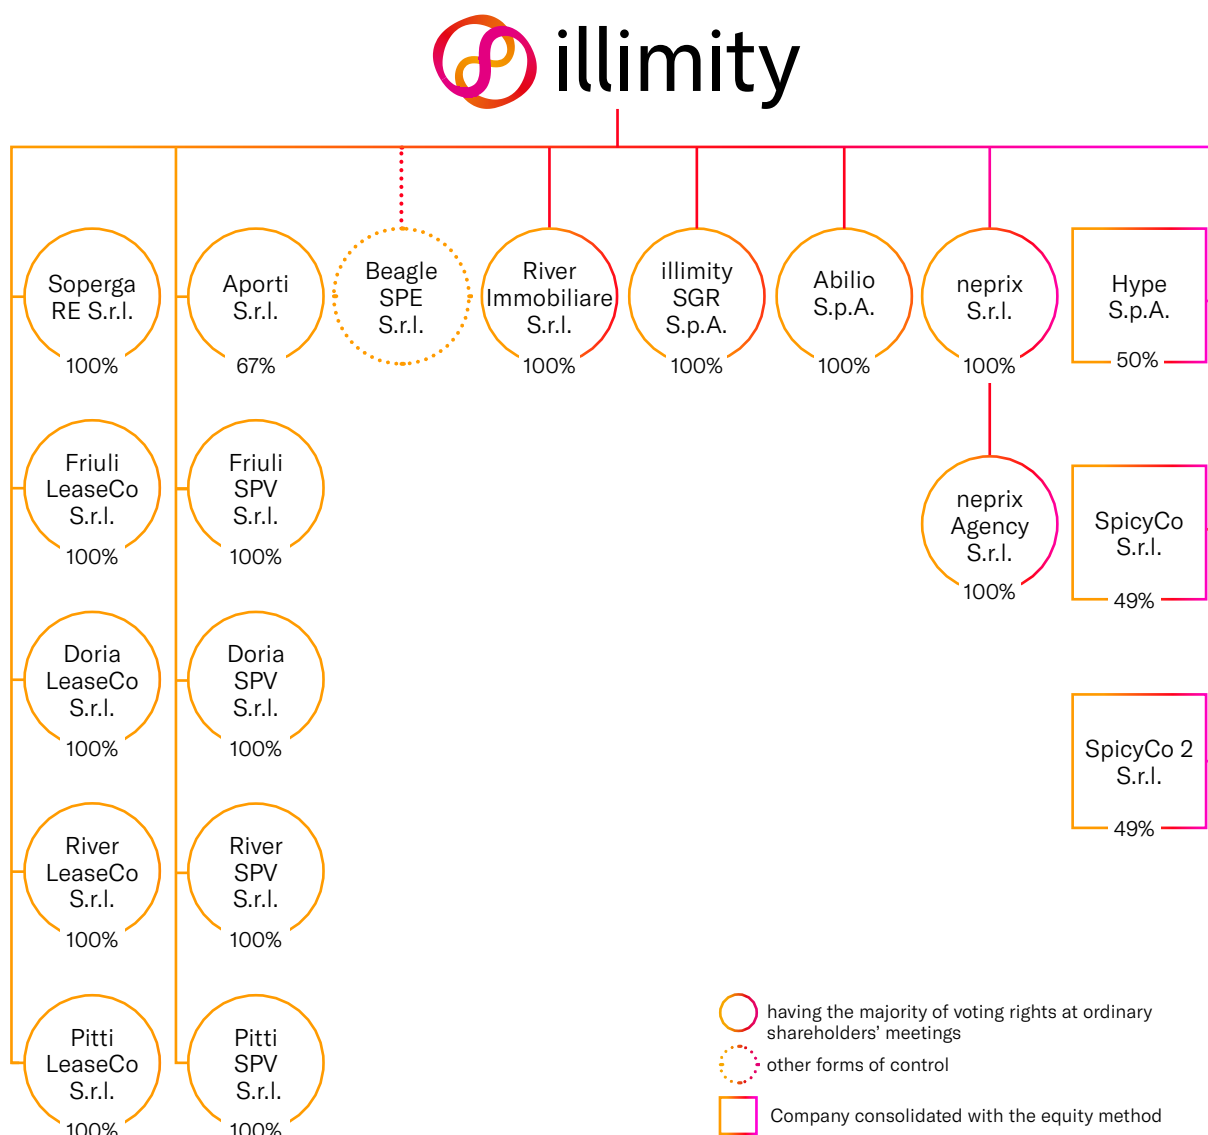 illimity
Soperga
RE S.r.l.
100%
Aporti
S.r.l.
67%
Beagle
SPE
S.r.l.
River
Immobiliare
S.r.l.
100%
illimity
SGR
S.p.A.
100%
Abilio
S.p.A.
100%
neprix
S.r.l.
100%
Hype
S.p.A.
50%
Friuli
LeaseCo
S.r.l.
100%
Friuli
SPV
S.r.l.
100%
neprix
Agency
S.r.l.
100%
SpicyCo
S.r.l.
49%
Doria
LeaseCo
S.r.l.
100%
Doria
SPV
S.r.l.
100%
SpicyCo 2
S.r.l.
49%
River
LeaseCo
S.r.l.
100%
River
SPV
S.r.l.
100%
Pitti
LeaseCo
S.r.l.
100%
Pitti
SPV
S.r.l.
100%
having the majority of voting rights at ordinary
shareholders’ meetings
other forms of control
Company consolidated with the equity method